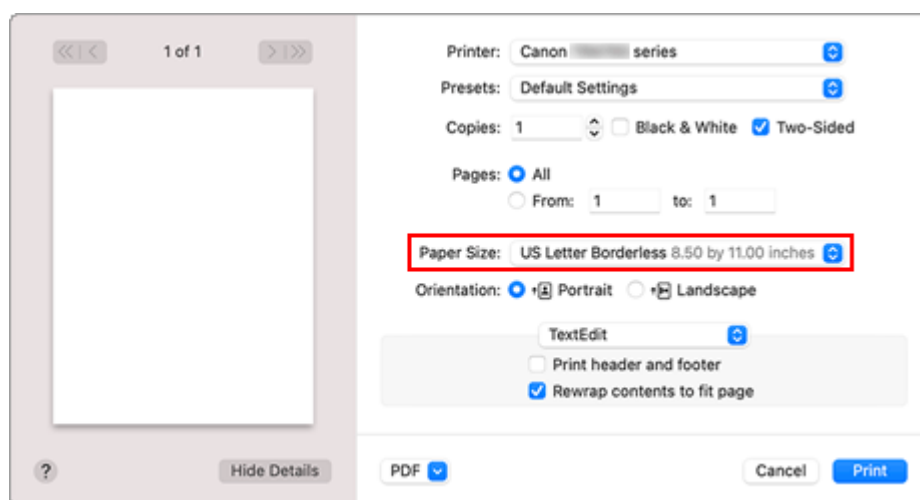 1 of 1
Printer: Canon series
Presets: Default Settings
Copies: 1 Black & White Two-Sided
Pages: All
From: 1 to: 1
Paper Size: US Letter Borderless 8.50 by 11.00 inches
Orientation: Portrait Landscape
TextEdit
Print header and footer
Rewrap contents to fit page
? Hide Details PDF Cancel Print